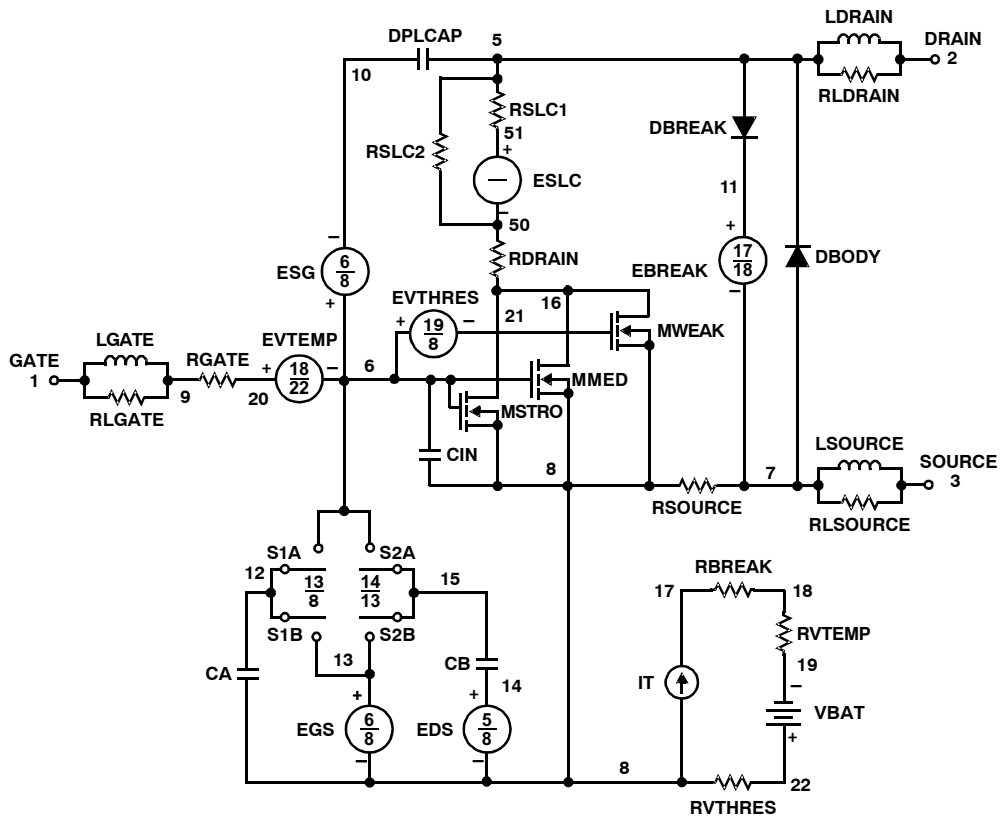 LDRAIN
DPLCAP 5 DRAIN
10 2
RSLC1 RLDRAIN
DBREAK
51
+
RSLC2
ESLC
11
−
50
− +
RDRAIN 17
18
ESG 6
8
EBREAK DBODY
EVTHRES 16 −
+
+ 19
8 − 21 MWEAK
LGATE EVTEMP
GATE RGATE
1 + 18
22 − 6 MMED
9 20
RLGATE MSTRO
LSOURCE
CIN 8 7 SOURCE
3
RSOURCE
RLSOURCE
S1A S2A
12 15 RBREAK
13
8 14
13 17 18
S1B S2B RVTEMP
13 CB 19
CA IT −
14 VBAT
+ +
EGS 6
8 EDS 5
8 +
− − 8 22
RVTHRES